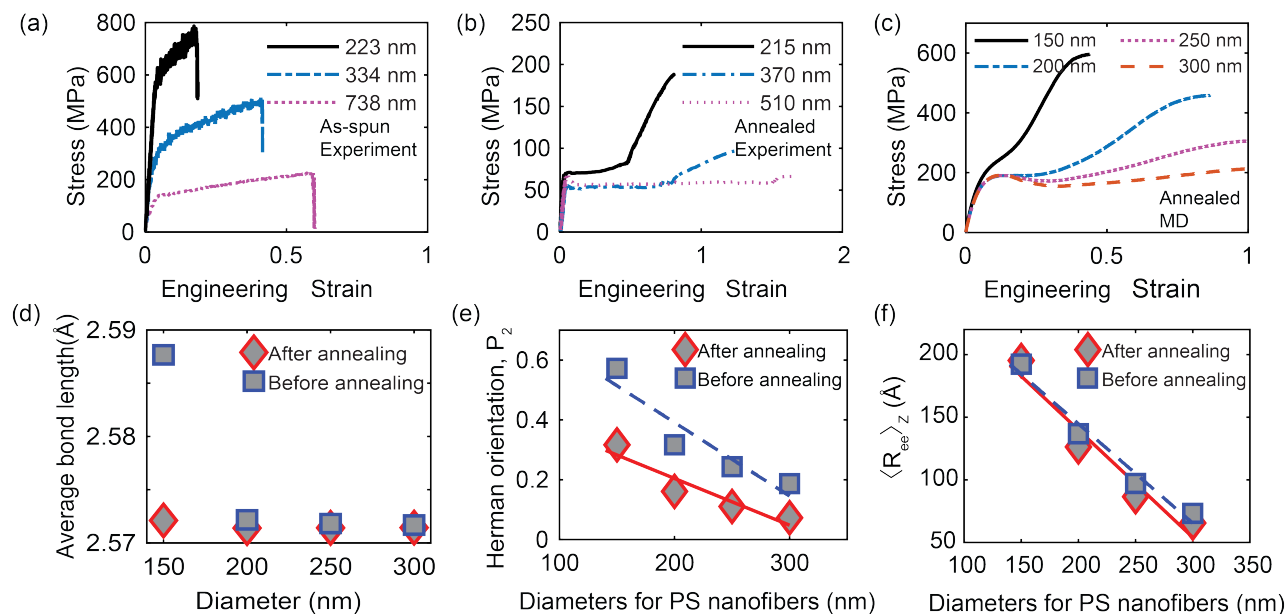 (a)
800
600
400
200
0
Stress (MPa)
223 nm
334 nm
738 nm
As-spun
Experiment
0
0.5
1
Engineering Strain
(b)
250
200
150
100
50
0
Stress (MPa)
215 nm
370 nm
510 nm
Annealed
Experiment
0
1
2
Engineering Strain
(c)
600
400
200
0
Stress (MPa)
150 nm
200 nm
250 nm
300 nm
Annealed
MD
0
0.5
1
Engineering Strain
(d)
2.59
2.58
2.57
Average bond length(Å)
After annealing
Before annealing
150
200
250
300
Diameter (nm)
(e)
0.6
0.4
0.2
0
Herman orientation, P₂
After annealing
Before annealing
100
200
300
Diameters for PS nanofibers (nm)
(f)
200
150
100
50
⟨Rₑₑ⟩_Z (Å)
After annealing
Before annealing
100
150
200
250
300
350
Diameters for PS nanofibers (nm)